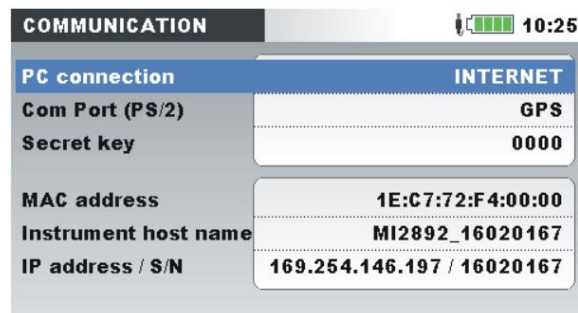 COMMUNICATION 10:25
PC connection INTERNET
Com Port (PS/2) GPS
Secret key 0000
MAC address 1E:C7:72:F4:00:00
Instrument host name MI2892_16020167
IP address / S/N 169.254.146.197 / 16020167